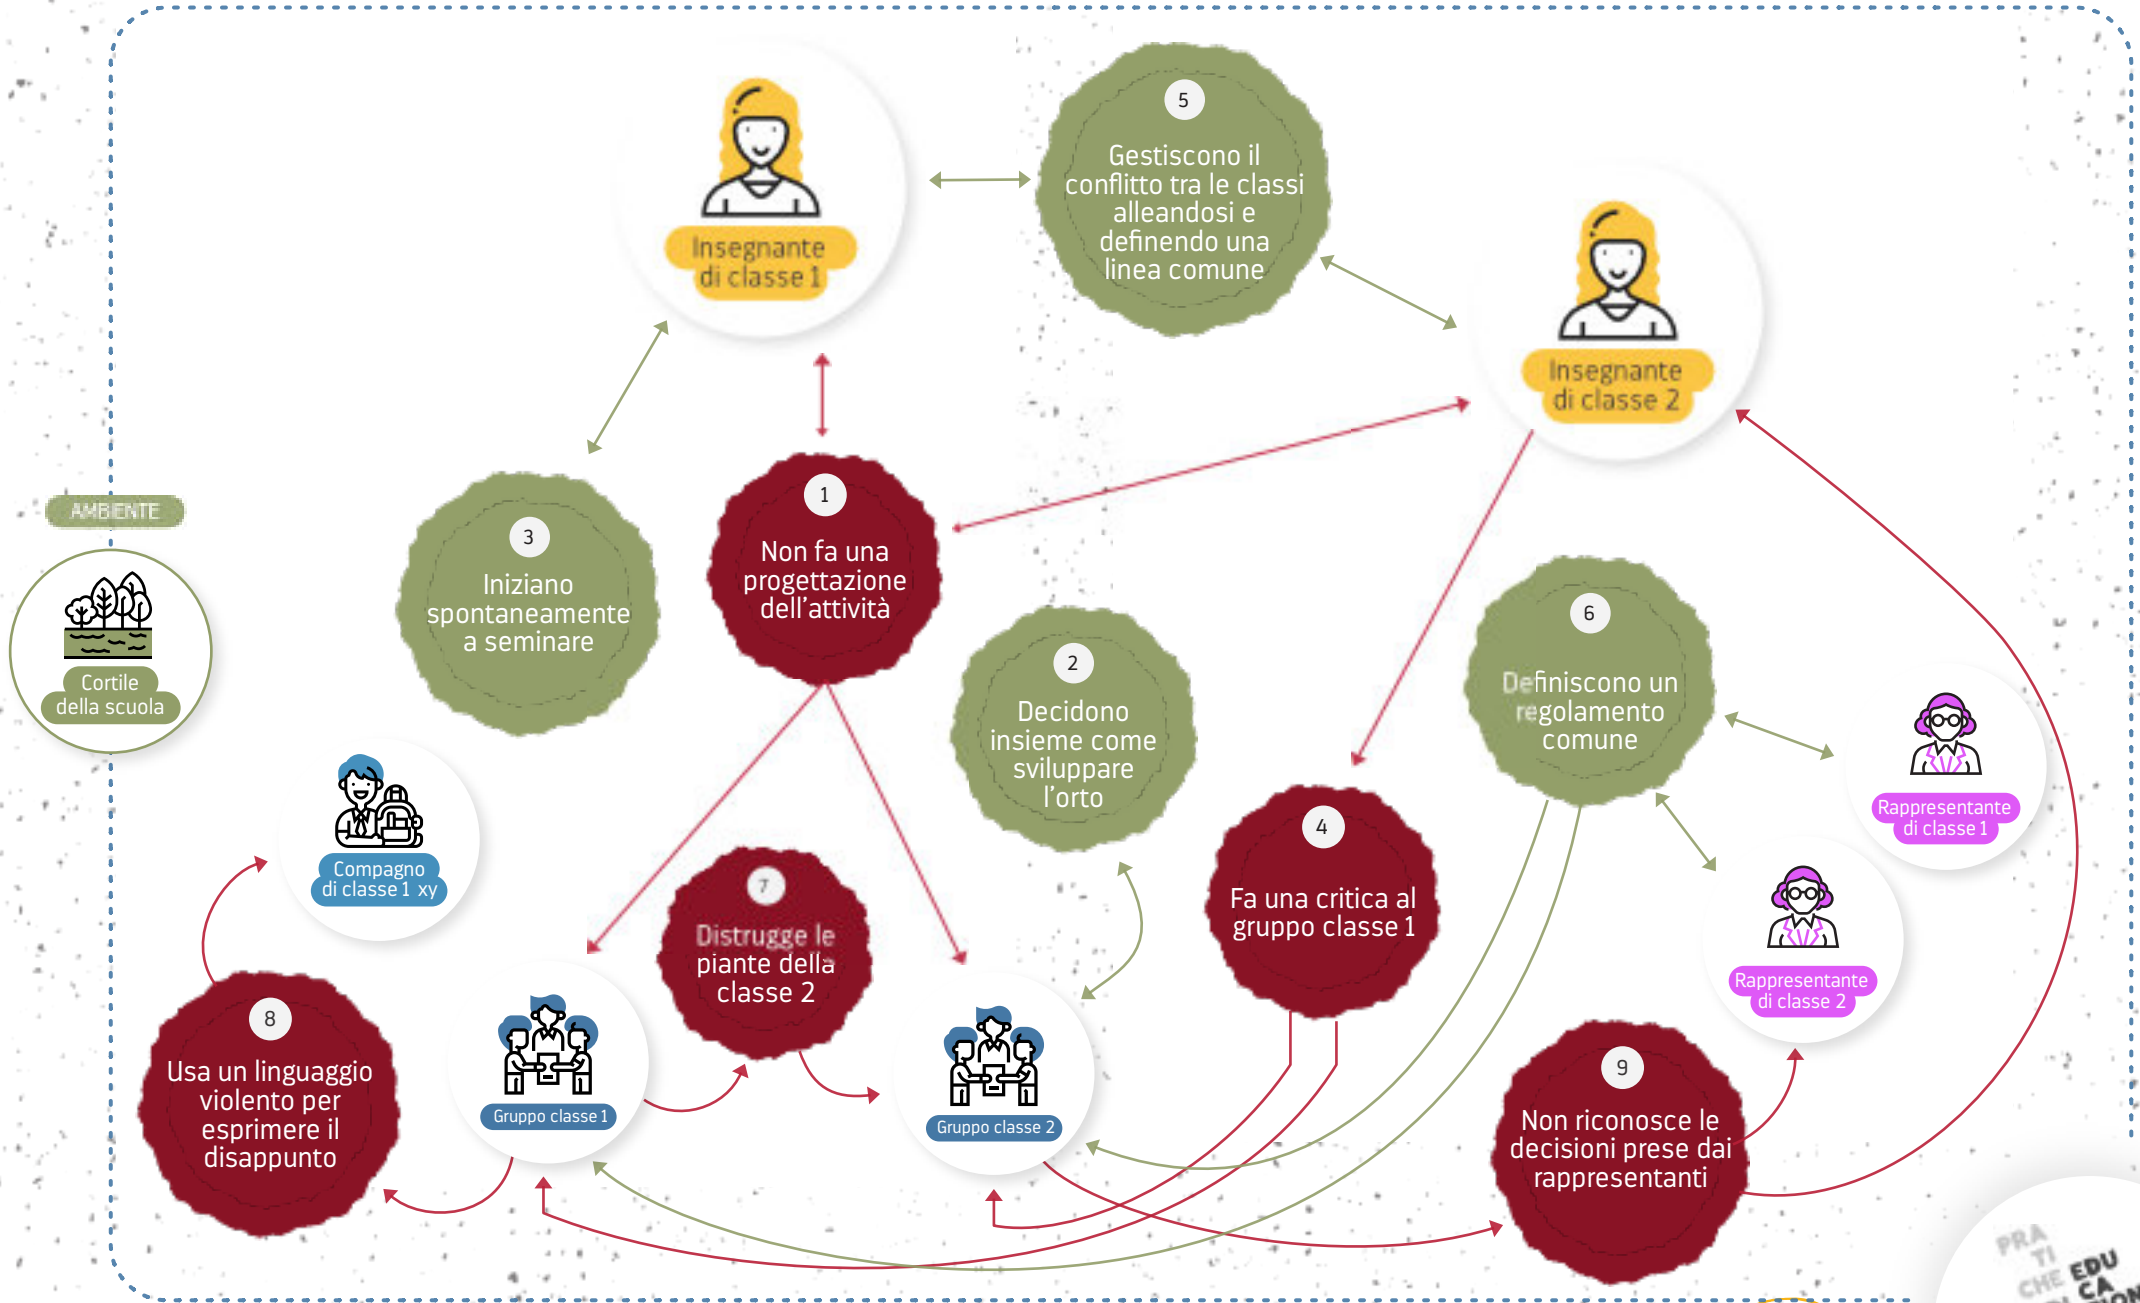 Insegnante
di classe 1
5
Gestiscono il
conflitto tra le classi
alleandosi e
definendo una
linea comune
Insegnante
di classe 2
AMBIENTE
Cortile
della scuola
3
Iniziano
spontaneamente
a seminare
1
Non fa una
progettazione
dell'attività
2
Decidono
insieme come
sviluppare
l'orto
6
Definiscono un
regolamento
comune
Rappresentante
di classe 1
Rappresentante
di classe 2
4
Fa una critica al
gruppo classe 1
Compagno
di classe 1 xy
7
Distrugge le
piante della
classe 2
8
Usa un linguaggio
violento per
esprimere il
disappunto
Gruppo classe 1
Gruppo classe 2
9
Non riconosce le
decisioni prese dai
rappresentanti
PRA
TI
CHE
EDU
CA